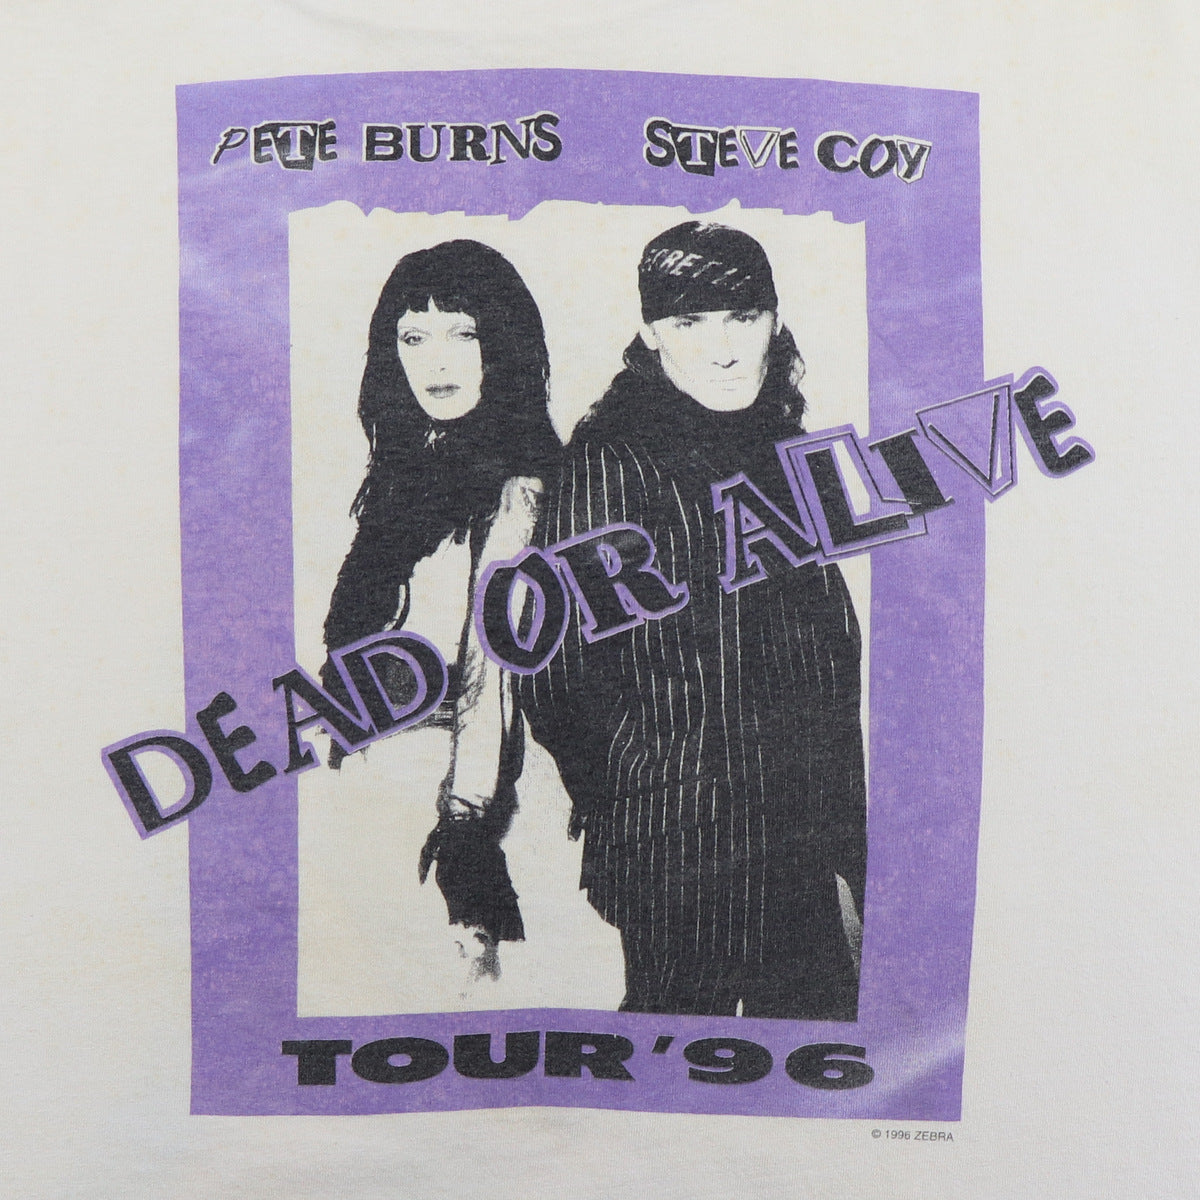 PETE BURNS STEVE COY
DEAD OR ALIVE
TOUR '96
© 1996 ZEBRA